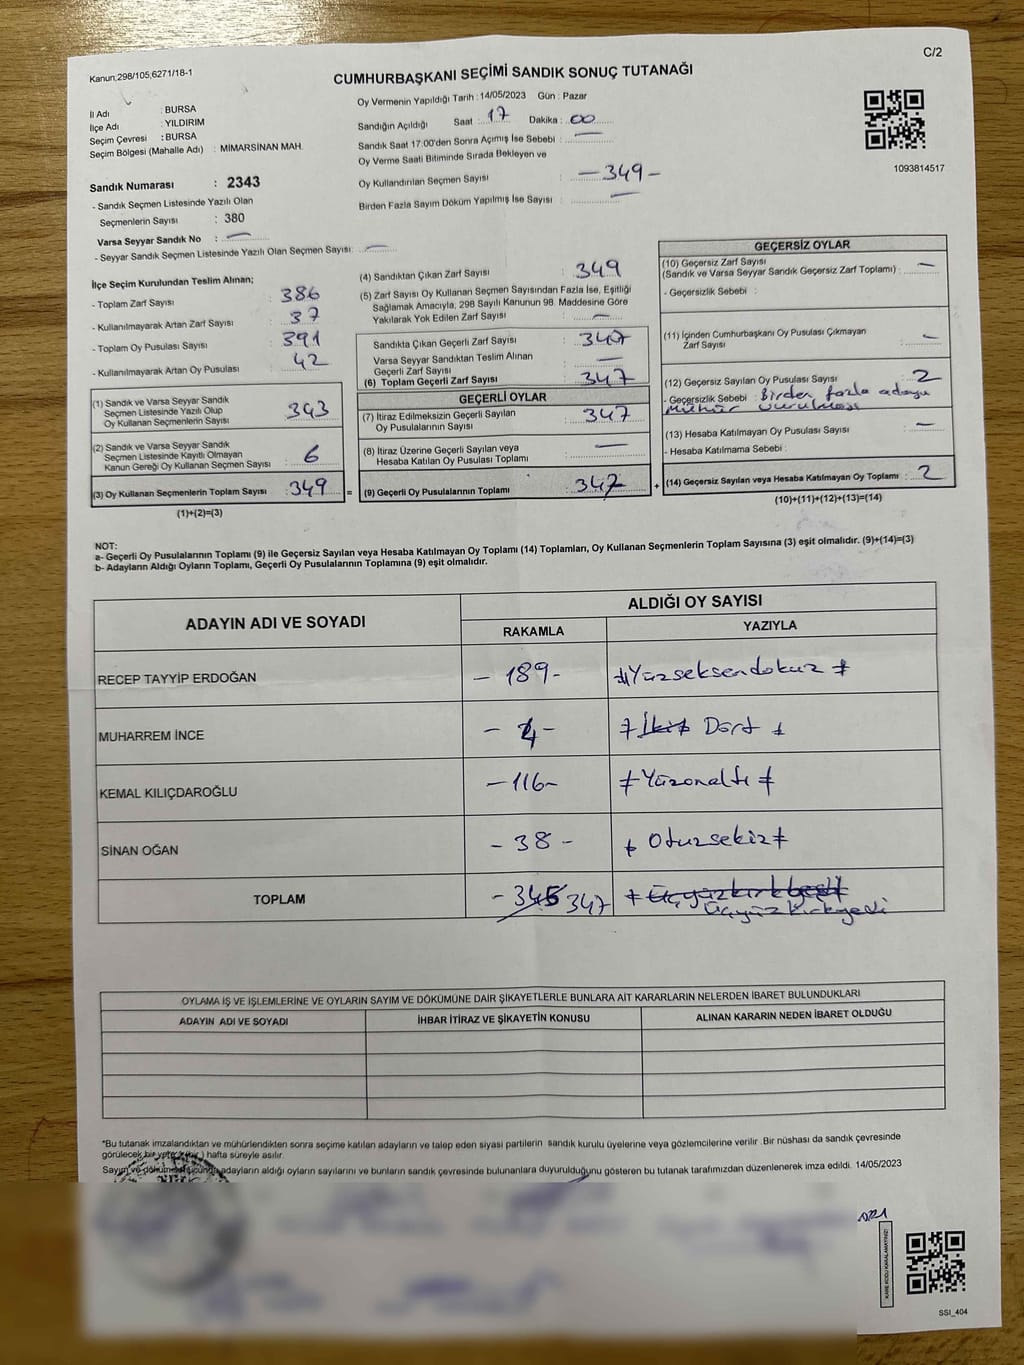 C/2
Kanun;298/105;6271/18-1
CUMHURBAŞKANI SEÇİMİ SANDIK SONUÇ TUTANAĞI
İl Adı : BURSA
İlçe Adı : YILDIRIM
Seçim Çevresi : BURSA
Seçim Bölgesi (Mahalle Adı) : MİMARSİNAN MAH.
Oy Vermenin Yapıldığı Tarih : 14/05/2023 Gün : Pazar
Sandığın Açıldığı Saat : 17 Dakika : 00
Sandık Saat 17:00'den Sonra Açımış İse Sebebi : —
Oy Verme Saati Bitiminde Sırada Bekleyen ve
Oy Kullandırılan Seçmen Sayısı : — 349 —
Birden Fazla Sayım Döküm Yapılmış İse Sayısı : —
1093814517
Sandık Numarası : 2343
- Sandık Seçmen Listesinde Yazılı Olan
Seçmenlerin Sayısı : 380
Varsa Seyyar Sandık No : —
- Seyyar Sandık Seçmen Listesinde Yazılı Olan Seçmen Sayısı: —
İlçe Seçim Kurulundan Teslim Alınan;
- Toplam Zarf Sayısı : 386
- Kullanılmayarak Artan Zarf Sayısı : 37
- Toplam Oy Pusulası Sayısı : 391
- Kullanılmayarak Artan Oy Pusulası : 42
(1) Sandık ve Varsa Seyyar Sandık
Seçmen Listesinde Yazılı Olup
Oy Kullanan Seçmenlerin Sayısı : 343
(2) Sandık ve Varsa Seyyar Sandık
Seçmen Listesinde Kayıtlı Olmayan
Kanun Gereği Oy Kullanan Seçmen Sayısı : 6
(3) Oy Kullanan Seçmenlerin Toplam Sayısı : 349 =
(1)+(2)=(3)
(4) Sandıktan Çıkan Zarf Sayısı : 349
(5) Zarf Sayısı Oy Kullanan Seçmen Sayısından Fazla İse, Eşitliği
Sağlamak Amacıyla, 298 Sayılı Kanunun 98. Maddesine Göre
Yakılarak Yok Edilen Zarf Sayısı : —
Sandıkta Çıkan Geçerli Zarf Sayısı : 347
Varsa Seyyar Sandıktan Teslim Alınan
Geçerli Zarf Sayısı : —
(6) Toplam Geçerli Zarf Sayısı : 347
GEÇERLİ OYLAR
(7) İtiraz Edilmeksizin Geçerli Sayılan
Oy Pusulalarının Sayısı : 347
(8) İtiraz Üzerine Geçerli Sayılan veya
Hesaba Katılan Oy Pusulası Toplamı : —
(9) Geçerli Oy Pusulalarının Toplamı : 347 +
GEÇERSİZ OYLAR
(10) Geçersiz Zarf Sayısı
(Sandık ve Varsa Seyyar Sandık Geçersiz Zarf Toplamı) : —
- Geçersizlik Sebebi :
(11) İçinden Cumhurbaşkanı Oy Pusulası Çıkmayan
Zarf Sayısı : —
(12) Geçersiz Sayılan Oy Pusulası Sayısı : 2
- Geçersizlik Sebebi : Birden fazla adaya
mühür vurulması
(13) Hesaba Katılmayan Oy Pusulası Sayısı : —
- Hesaba Katılmama Sebebi :
(14) Geçersiz Sayılan veya Hesaba Katılmayan Oy Toplamı : 2
(10)+(11)+(12)+(13)=(14)
NOT:
a- Geçerli Oy Pusulalarının Toplamı (9) ile Geçersiz Sayılan veya Hesaba Katılmayan Oy Toplamı (14) Toplamları, Oy Kullanan Seçmenlerin Toplam Sayısına (3) eşit olmalıdır. (9)+(14)=(3)
b- Adayların Aldığı Oyların Toplamı, Geçerli Oy Pusulalarının Toplamına (9) eşit olmalıdır.
ADAYIN ADI VE SOYADI
ALDIĞI OY SAYISI
RAKAMLA YAZIYLA
RECEP TAYYİP ERDOĞAN - 189 - ≠ Yüzseksendokuz ≠
MUHARREM İNCE - 4 - ≠ İki Dört ≠
KEMAL KILIÇDAROĞLU - 116 - ≠ Yüzonaltı ≠
SİNAN OĞAN - 38 - ≠ Otuzsekiz ≠
TOPLAM - 345 347 ≠ Üçyüzkırkbeş
Üçyüzkırkyedi
OYLAMA İŞ VE İŞLEMLERİNE VE OYLARIN SAYIM VE DÖKÜMÜNE DAİR ŞİKAYETLERLE BUNLARA AİT KARARLARIN NELERDEN İBARET BULUNDUKLARI
ADAYIN ADI VE SOYADI İHBAR İTİRAZ VE ŞİKAYETİN KONUSU ALINAN KARARIN NEDEN İBARET OLDUĞU
*Bu tutanak imzalandıktan ve mühürlendikten sonra seçime katılan adayların ve talep eden siyasi partilerin sandık kurulu üyelerine veya gözlemcilerine verilir .Bir nüshası da sandık çevresinde
görülecek bir yere ( bir ) hafta süreyle asılır.
Sayım ve dökümü adayların aldığı oyların sayılarını ve bunların sandık çevresinde bulunanlara duyurulduğunu gösteren bu tutanak tarafımızdan düzenlenerek imza edildi. 14/05/2023
KARE KODU KARALAMAYINIZ!
SSI_404